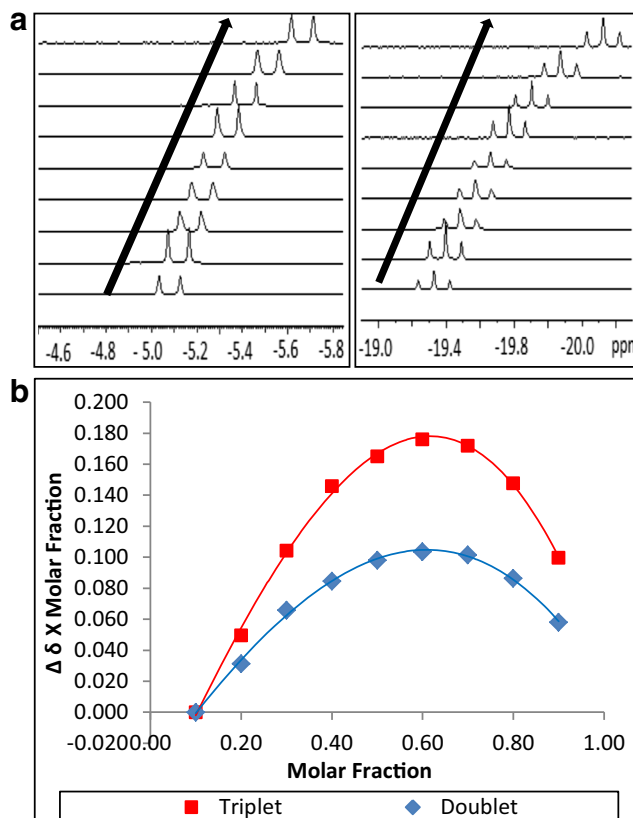 a
-4.6 -4.8 -5.0 -5.2 -5.4 -5.6 -5.8
-19.0 -19.4 -19.8 -20.0 ppm
b
0.200
0.180
0.160
0.140
0.120
0.100
0.080
0.060
0.040
0.020
0.000
-0.020
Δ δ X Molar Fraction
0.00 0.20 0.40 0.60 0.80 1.00
Molar Fraction
Triplet Doublet